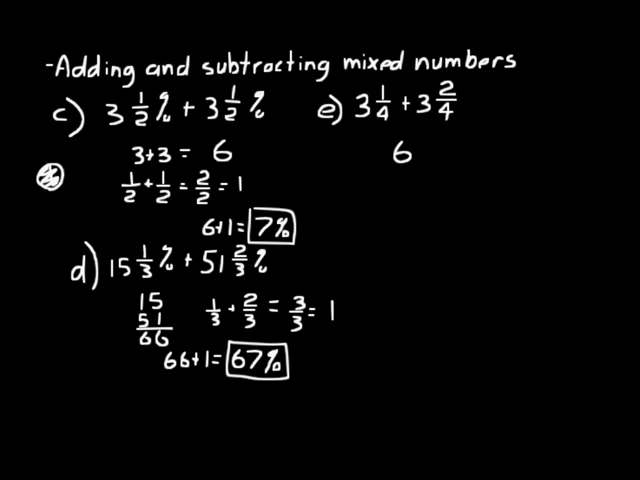 -Adding and subtracting mixed numbers
c) 3 1/2 % + 3 1/2 %
3+3 = 6
1/2 + 1/2 = 2/2 = 1
6+1= 7%
d) 15 1/3 % + 51 2/3 %
15
51
66
1/3 + 2/3 = 3/3 = 1
66+1= 67%
e) 3 1/4 + 3 2/4
6